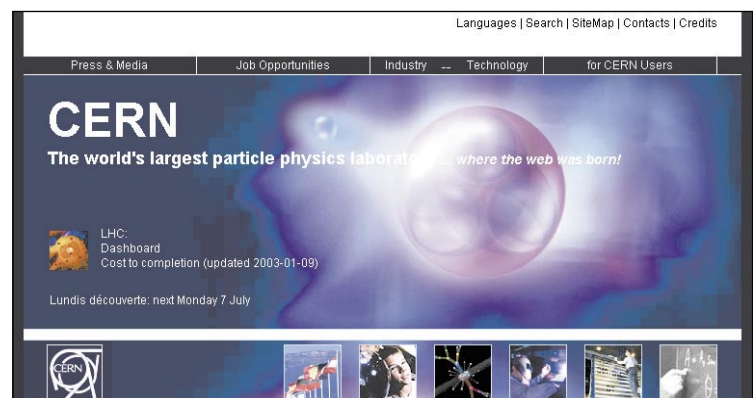 Languages | Search | SiteMap | Contacts | Credits
Press & Media
Job Opportunities
Industry -- Technology
for CERN Users
CERN
The world's largest particle physics laboratory ... where the web was born!
LHC:
Dashboard
Cost to completion (updated 2003-01-09)
Lundis découverte: next Monday 7 July
CERN